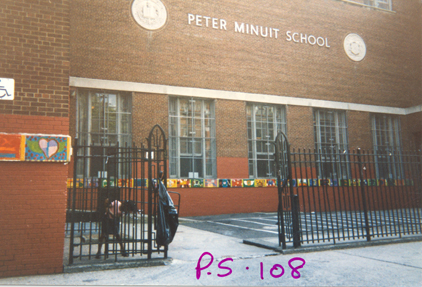 PETER MINUIT SCHOOL
P.S. 108